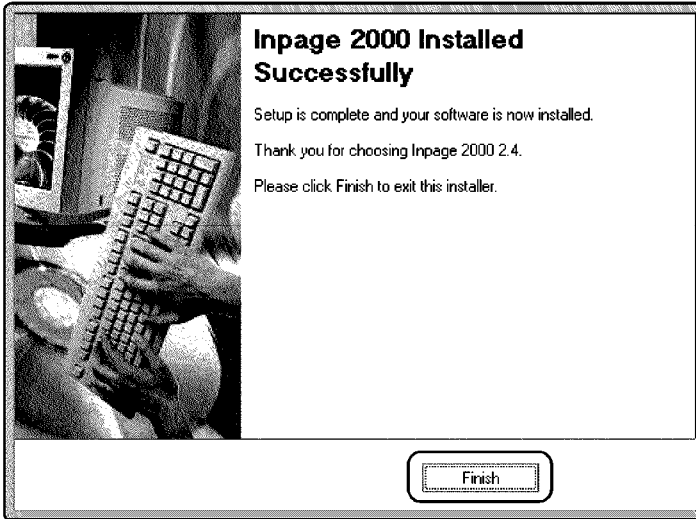 Inpage 2000 Installed
Successfully
Setup is complete and your software is now installed.
Thank you for choosing Inpage 2000 2.4.
Please click Finish to exit this installer.
Finish